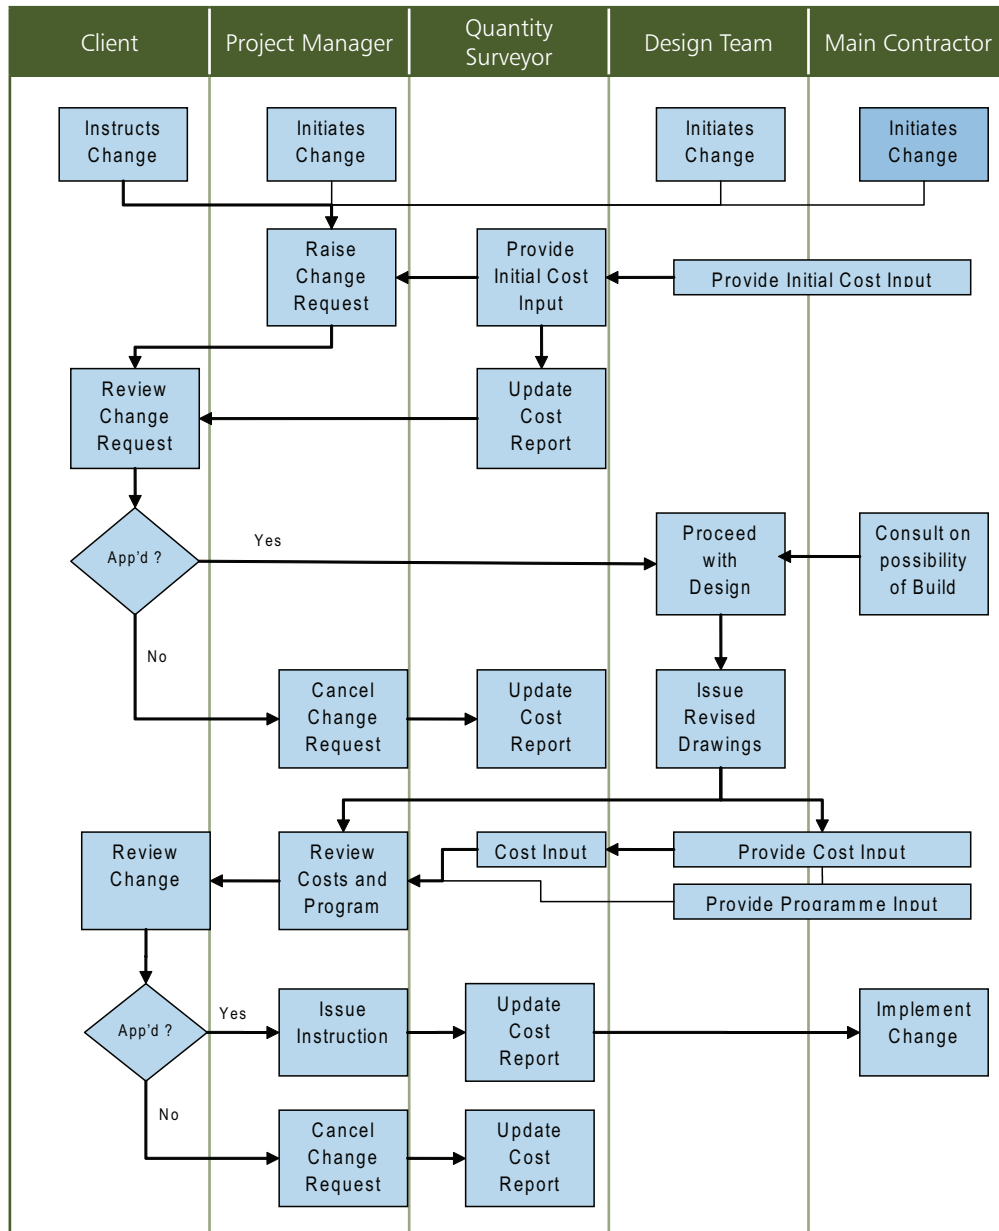 Client
Project Manager
Quantity
Surveyor
Design Team
Main Contractor
Instructs
Change
Initiates
Change
Initiates
Change
Initiates
Change
Raise
Change
Request
Provide
Initial Cost
Input
Provide Initial Cost Input
Review
Change
Request
Update
Cost
Report
App'd ?
Yes
Proceed
with
Design
Consult on
possibility
of Build
No
Cancel
Change
Request
Update
Cost
Report
Issue
Revised
Drawings
Review
Change
Review
Costs and
Program
Cost Input
Provide Cost Input
Provide Programme Input
App'd ?
Yes
Issue
Instruction
Update
Cost
Report
Implement
Change
No
Cancel
Change
Request
Update
Cost
Report